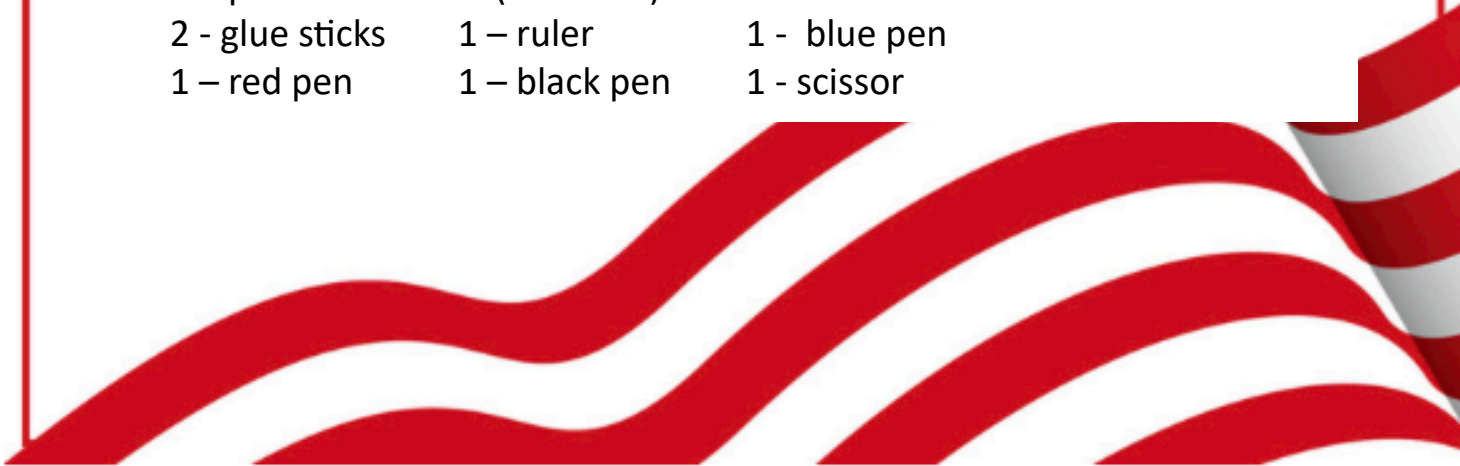 2 - glue sticks 1 – ruler 1 - blue pen
1 – red pen 1 – black pen 1 - scissor